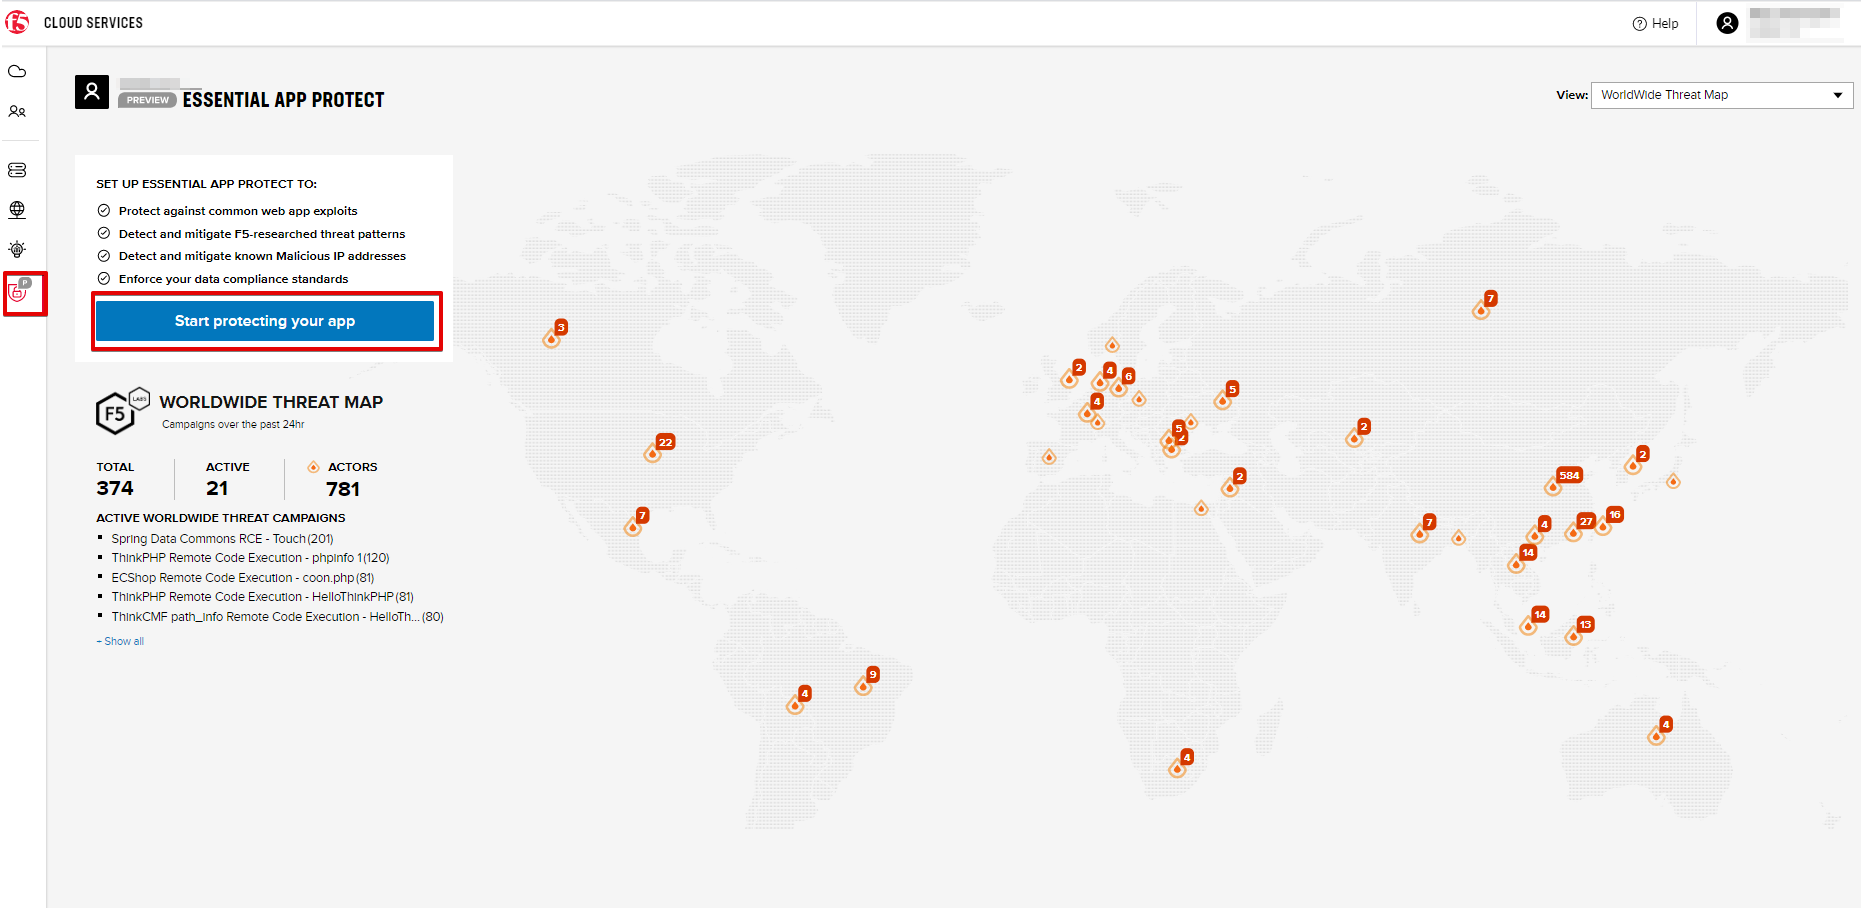 f5 CLOUD SERVICES
Help
PREVIEW ESSENTIAL APP PROTECT
View: WorldWide Threat Map
SET UP ESSENTIAL APP PROTECT TO:
Protect against common web app exploits
Detect and mitigate F5-researched threat patterns
Detect and mitigate known Malicious IP addresses
Enforce your data compliance standards
P
Start protecting your app
F5 LABS
WORLDWIDE THREAT MAP
Campaigns over the past 24hr
TOTAL
374
ACTIVE
21
ACTORS
781
ACTIVE WORLDWIDE THREAT CAMPAIGNS
Spring Data Commons RCE - Touch (201)
ThinkPHP Remote Code Execution - phpinfo 1 (120)
ECShop Remote Code Execution - coon.php (81)
ThinkPHP Remote Code Execution - HelloThinkPHP (81)
ThinkCMF path_info Remote Code Execution - HelloTh... (80)
+ Show all
7
3
2
4
6
5
4
2
5
2
22
2
2
584
7
16
27
4
7
14
14
13
9
4
4
4